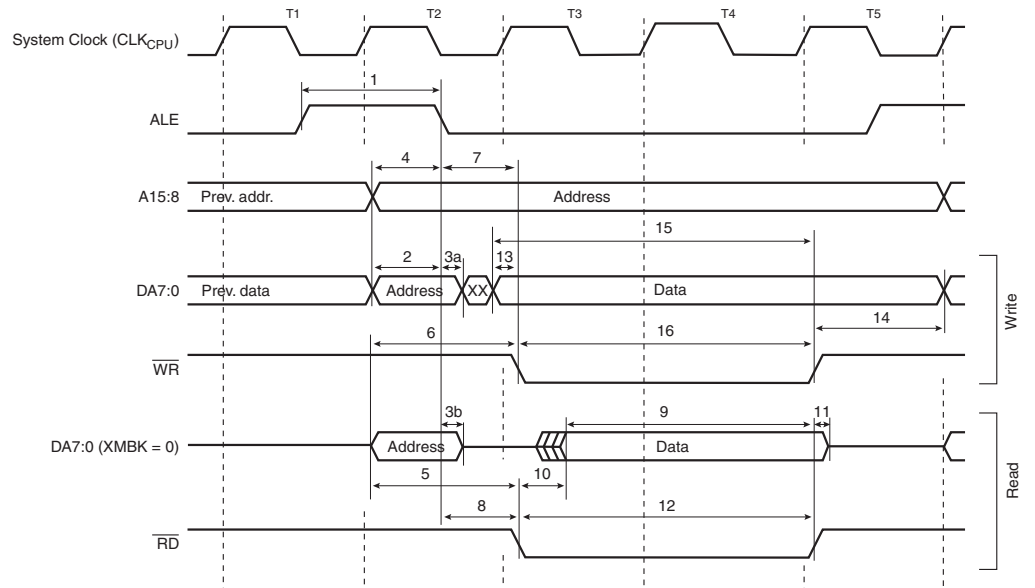 T1 T2 T3 T4 T5
System Clock (CLKCPU)
1
ALE
4 7
A15:8 Prev. addr. Address
15
2 3a 13
DA7:0 Prev. data Address XX Data
14
6 16
WR
Write
3b 9 11
DA7:0 (XMBK = 0) Address Data
5 10
8 12
RD
Read